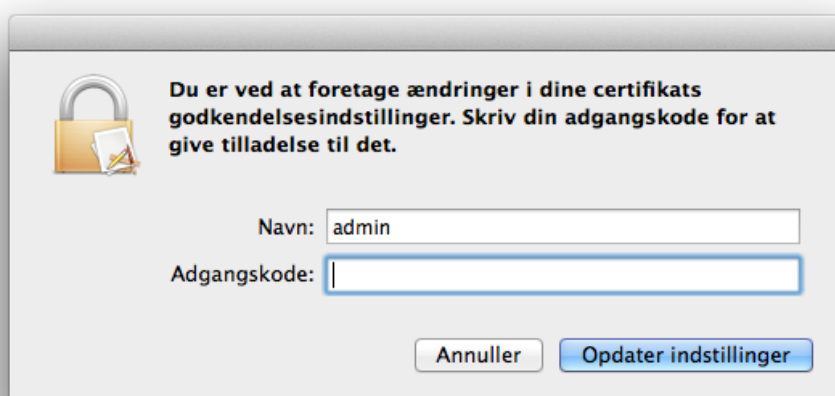 Du er ved at foretage ændringer i dine certifikats
godkendelsesindstillinger. Skriv din adgangskode for at
give tilladelse til det.
Navn: admin
Adgangskode:
Annuller Opdater indstillinger